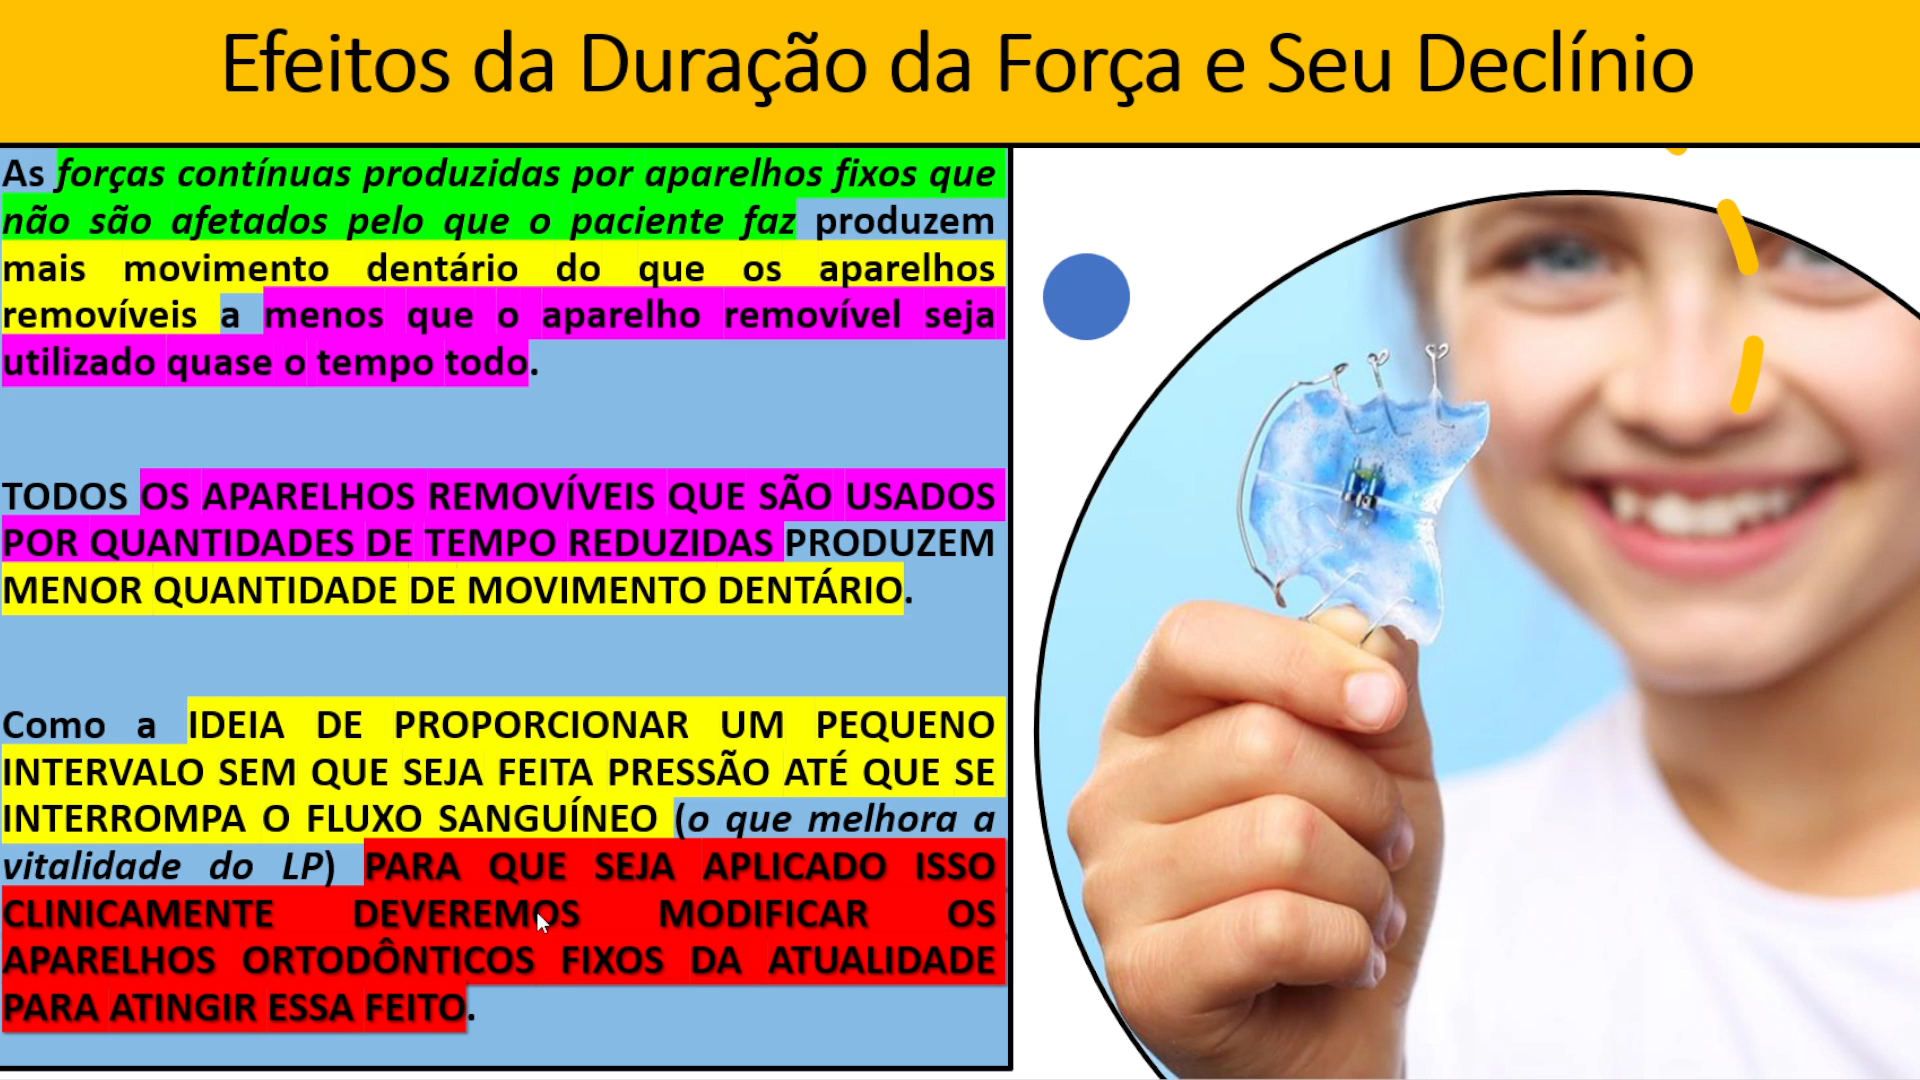 Efeitos da Duração da Força e Seu Declínio
As forças contínuas produzidas por aparelhos fixos que
não são afetados pelo que o paciente faz produzem
mais movimento dentário do que os aparelhos
removíveis a menos que o aparelho removível seja
utilizado quase o tempo todo.
TODOS OS APARELHOS REMOVÍVEIS QUE SÃO USADOS
POR QUANTIDADES DE TEMPO REDUZIDAS PRODUZEM
MENOR QUANTIDADE DE MOVIMENTO DENTÁRIO.
Como a IDEIA DE PROPORCIONAR UM PEQUENO
INTERVALO SEM QUE SEJA FEITA PRESSÃO ATÉ QUE SE
INTERROMPA O FLUXO SANGUÍNEO (o que melhora a
vitalidade do LP) PARA QUE SEJA APLICADO ISSO
CLINICAMENTE DEVEREMOS MODIFICAR OS
APARELHOS ORTODÔNTICOS FIXOS DA ATUALIDADE
PARA ATINGIR ESSA FEITO.